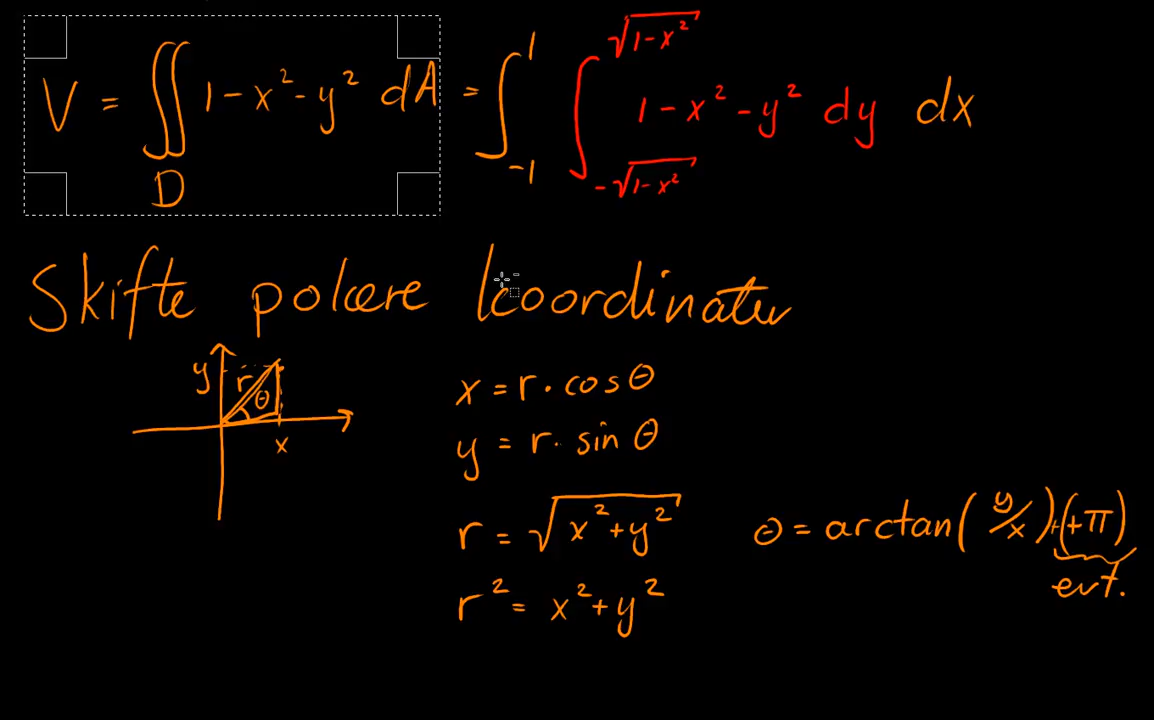 V = ∬_D 1 - x² - y² dA = ∫_{-1}^{1} ∫_{-√(1-x²)}^{√(1-x²)} 1 - x² - y² dy dx
Skifte polære koordinater
y r θ
x
x = r · cos θ
y = r · sin θ
r = √(x² + y²)
θ = arctan(y/x) + (+π)
evt.
r² = x² + y²